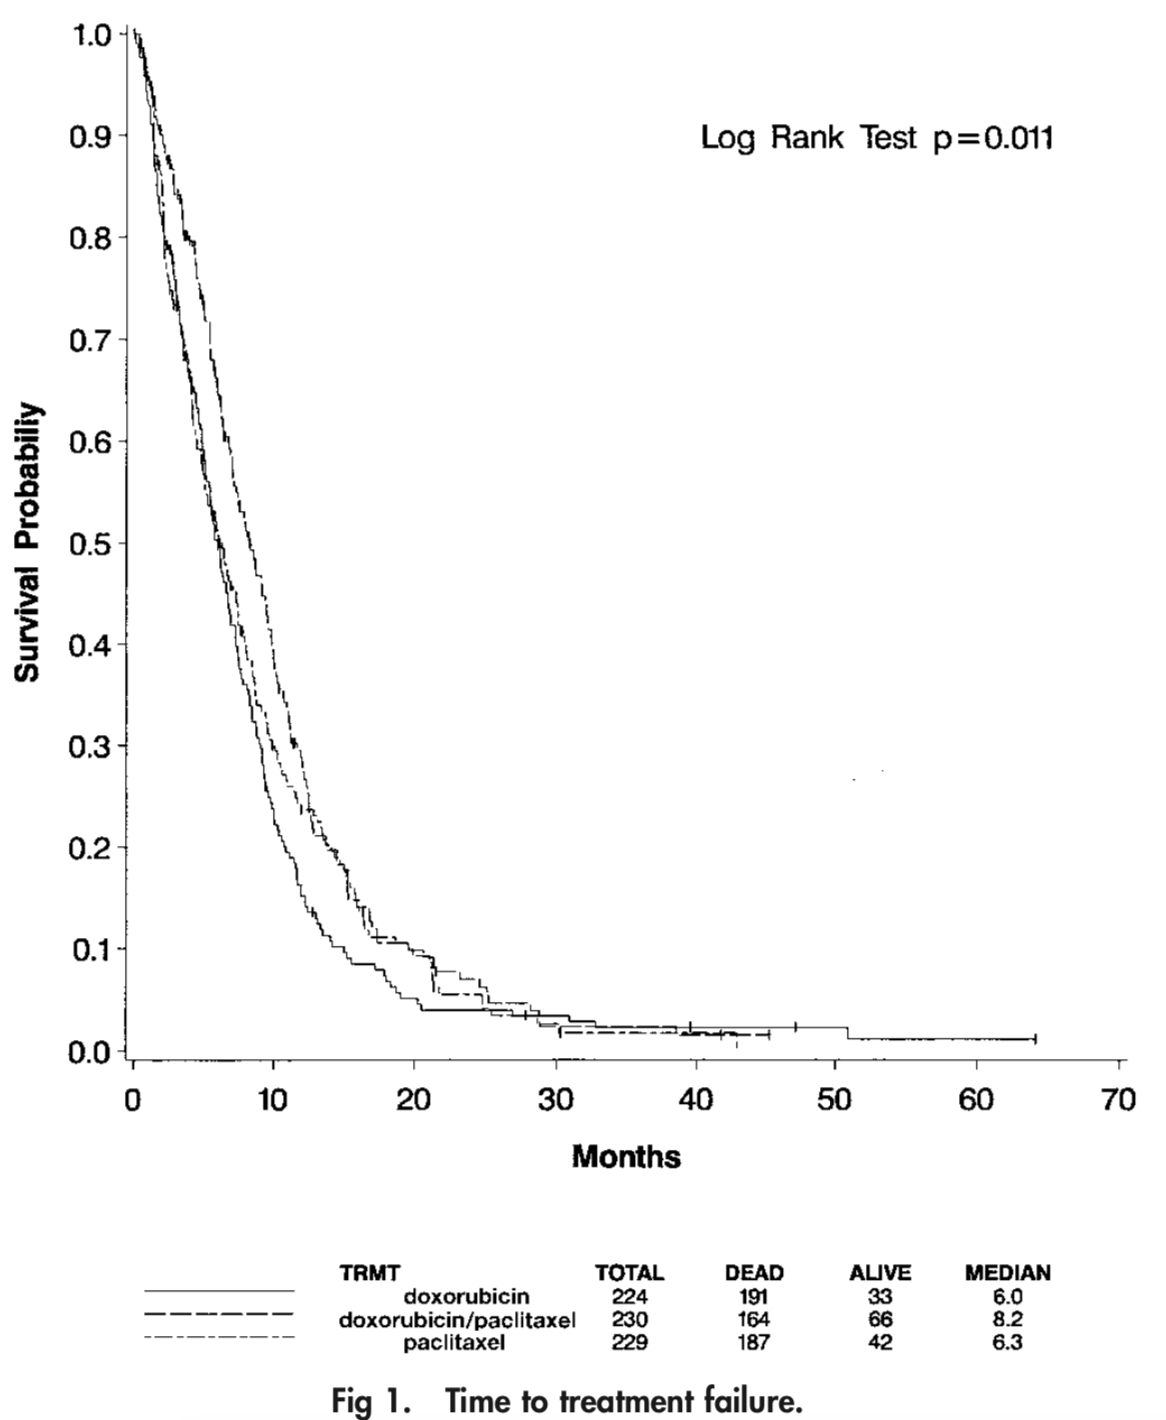 1.0
0.9
0.8
0.7
0.6
0.5
0.4
0.3
0.2
0.1
0.0
Survival Probabiliy
Log Rank Test p=0.011
0 10 20 30 40 50 60 70
Months
TRMT TOTAL DEAD ALIVE MEDIAN
doxorubicin 224 191 33 6.0
doxorubicin/paclitaxel 230 164 66 8.2
paclitaxel 229 187 42 6.3
Fig 1. Time to treatment failure.